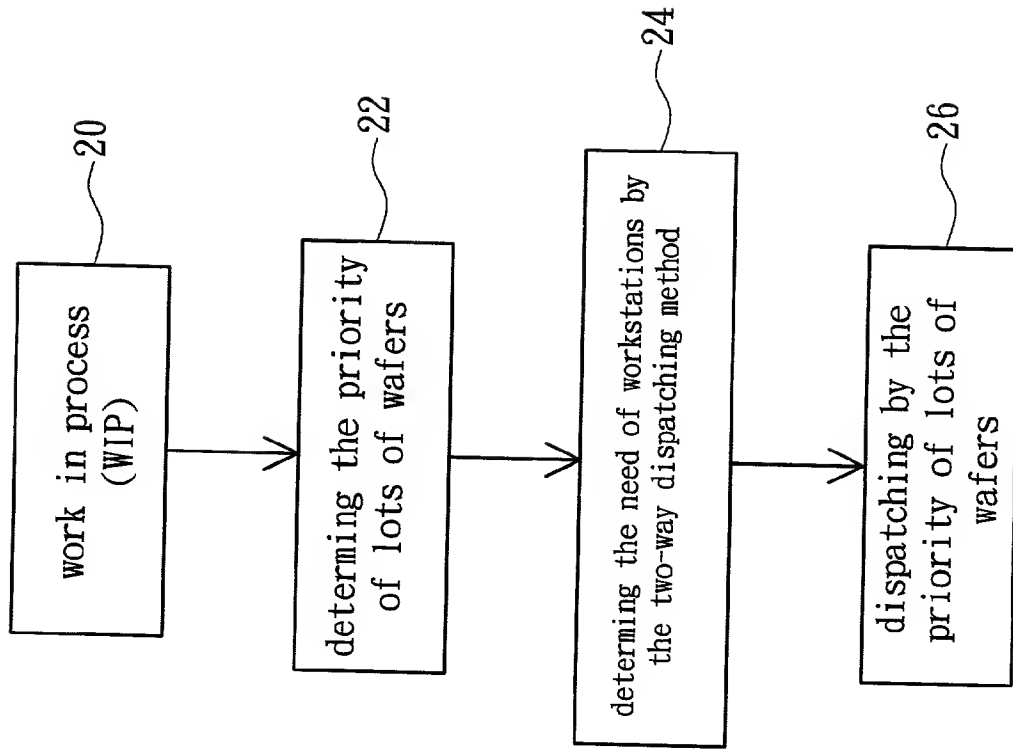 work in process
(WIP)
20
determing the priority
of lots of wafers
22
determing the need of workstations by
the two-way dispatching method
24
dispatching by the
priority of lots of
wafers
26